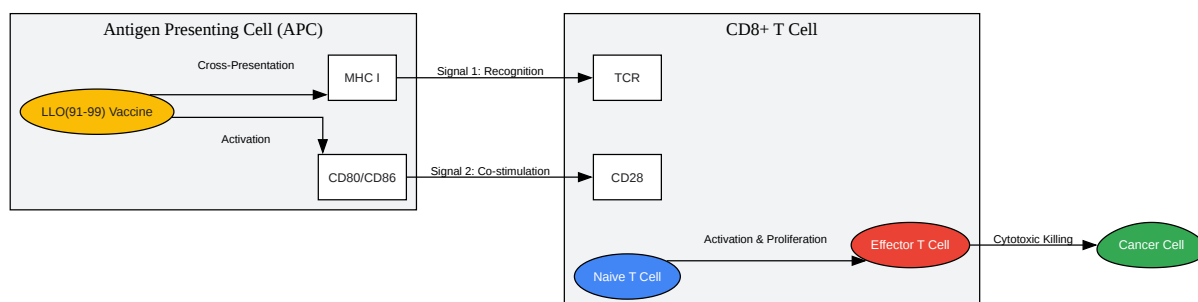 Antigen Presenting Cell (APC)
CD8+ T Cell
Cross-Presentation
MHC I
Signal 1: Recognition
TCR
LLO(91-99) Vaccine
Activation
CD80/CD86
Signal 2: Co-stimulation
CD28
Activation & Proliferation
Effector T Cell
Cytotoxic Killing
Cancer Cell
Naive T Cell